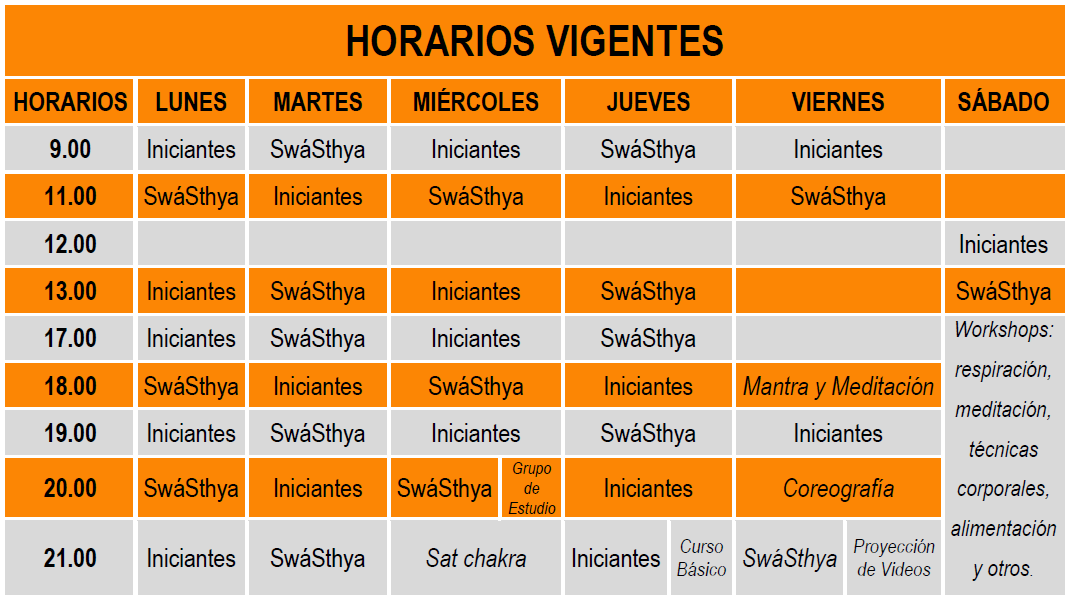 HORARIOS VIGENTES
HORARIOS LUNES MARTES MIÉRCOLES JUEVES VIERNES SÁBADO
9.00 Iniciantes SwáSthya Iniciantes SwáSthya Iniciantes
11.00 SwáSthya Iniciantes SwáSthya Iniciantes SwáSthya
12.00 Iniciantes
13.00 Iniciantes SwáSthya Iniciantes SwáSthya SwáSthya
17.00 Iniciantes SwáSthya Iniciantes SwáSthya
18.00 SwáSthya Iniciantes SwáSthya Iniciantes Mantra y Meditación
19.00 Iniciantes SwáSthya Iniciantes SwáSthya Iniciantes
20.00 SwáSthya Iniciantes SwáSthya
Grupo
de
Estudio
Iniciantes Coreografía
21.00 Iniciantes SwáSthya Sat chakra Iniciantes
Curso
Básico
SwáSthya
Proyección
de Videos
Workshops:
respiración,
meditación,
técnicas
corporales,
alimentación
y otros.